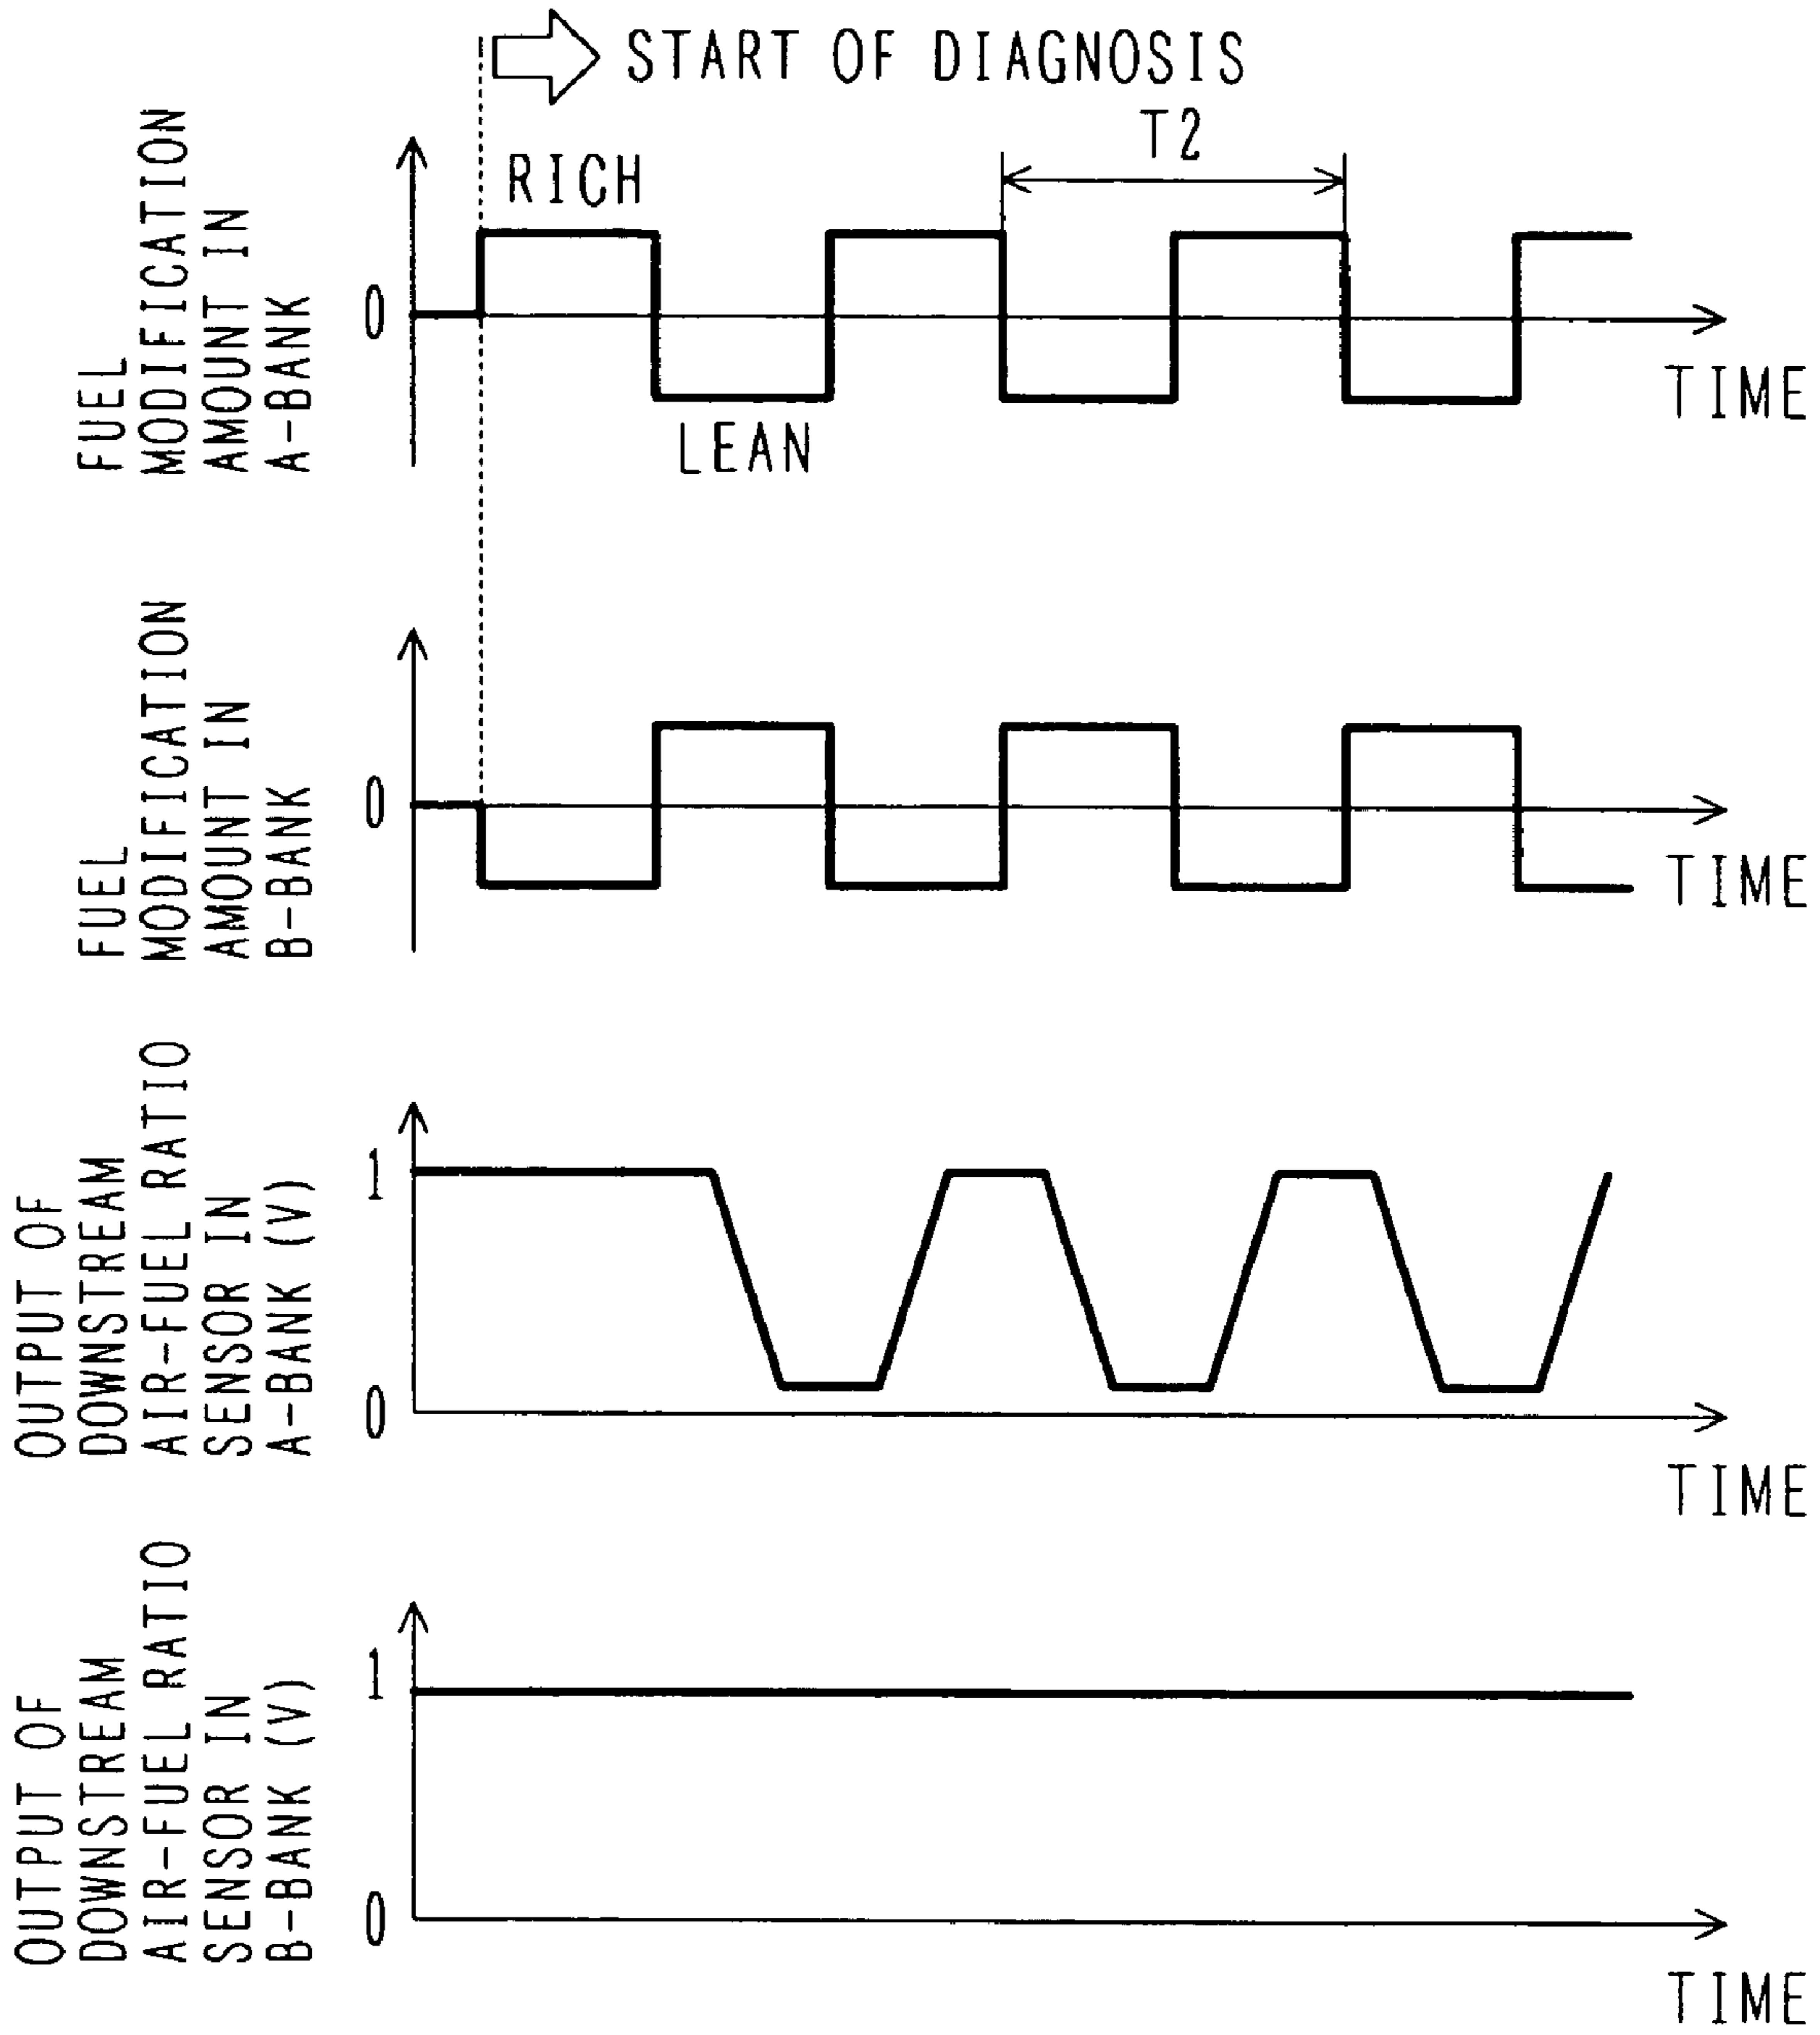 START OF DIAGNOSIS
T2
RICH
FUEL
MODIFICATION
AMOUNT IN
A-BANK
0
TIME
LEAN
FUEL
MODIFICATION
AMOUNT IN
B-BANK
0
TIME
OUTPUT OF
DOWNSTREAM
AIR-FUEL RATIO
SENSOR IN
A-BANK (V)
1
0
TIME
OUTPUT OF
DOWNSTREAM
AIR-FUEL RATIO
SENSOR IN
B-BANK (V)
1
0
TIME